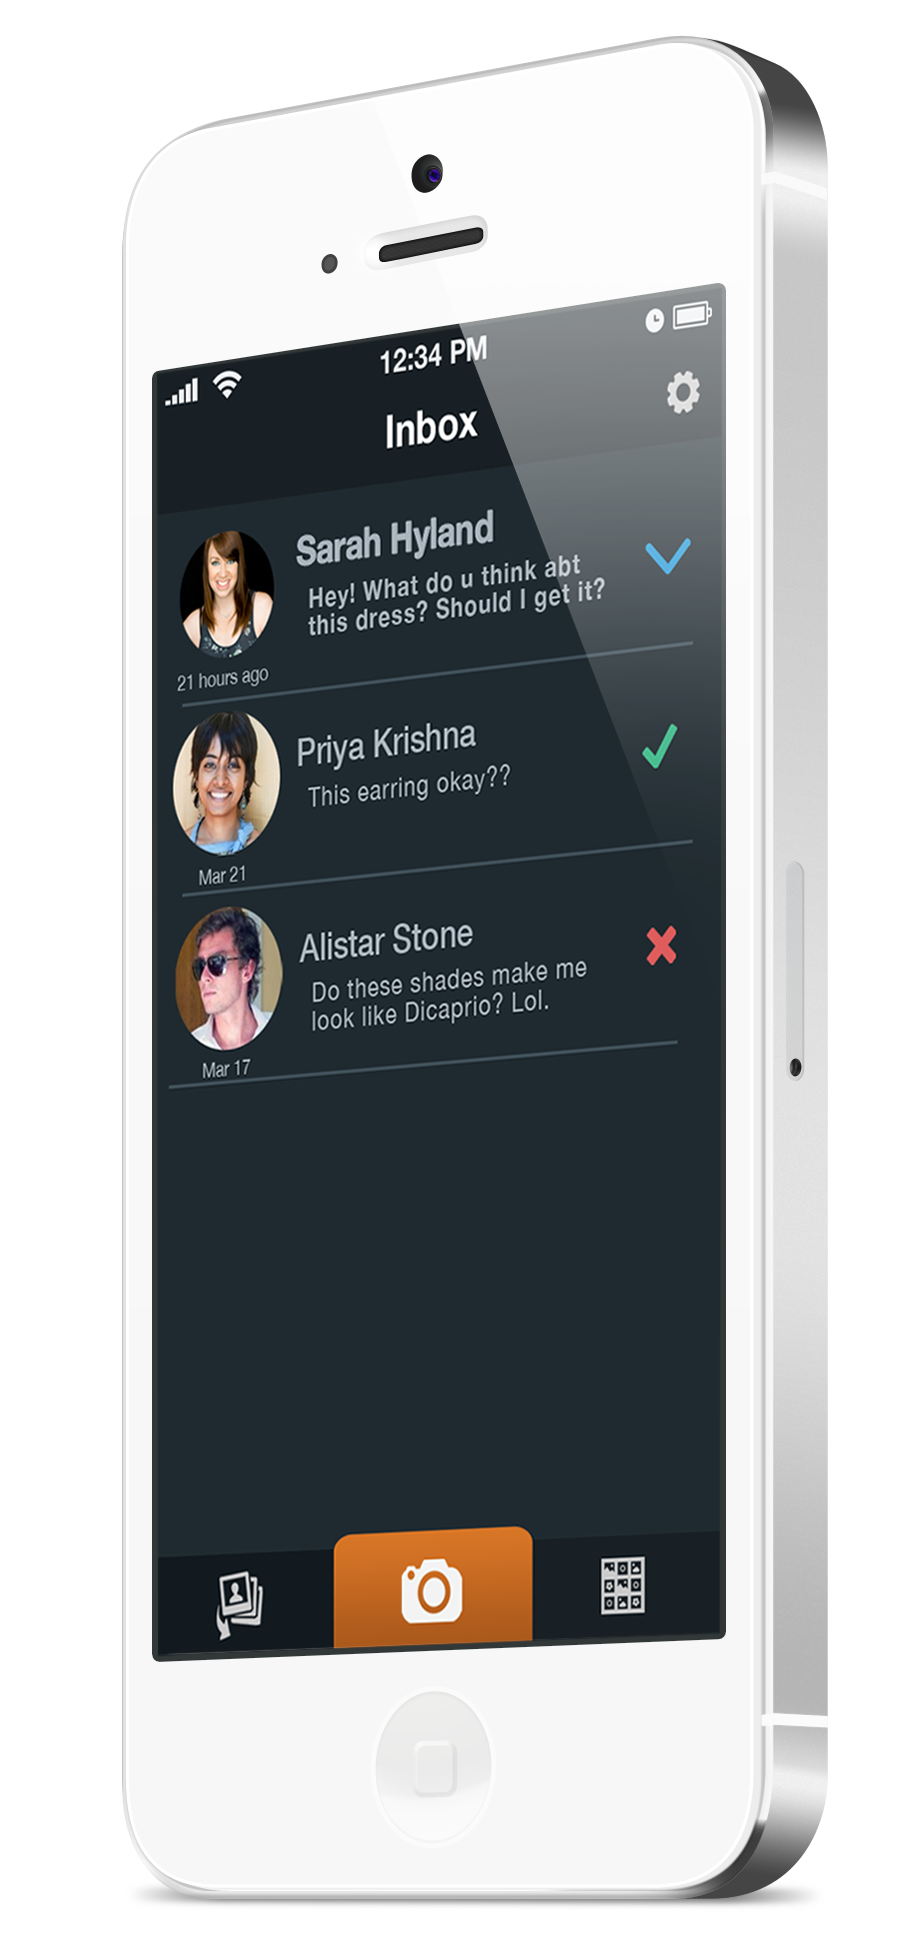 12:34 PM
Inbox
Sarah Hyland
Hey! What do u think abt
this dress? Should I get it?
21 hours ago
Priya Krishna
This earring okay??
Mar 21
Alistar Stone
Do these shades make me
look like Dicaprio? Lol.
Mar 17